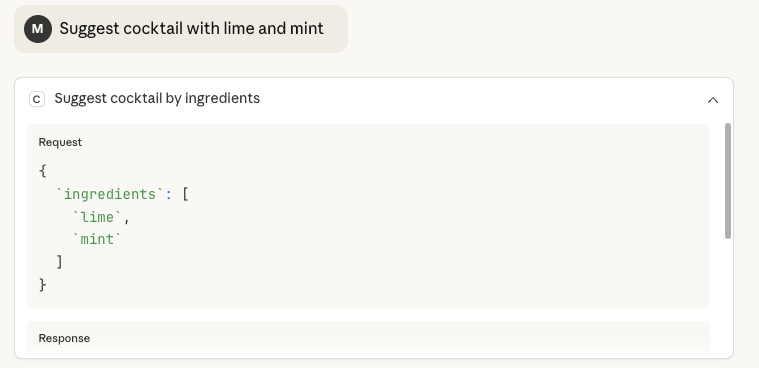 M Suggest cocktail with lime and mint
C Suggest cocktail by ingredients
Request
{
  `ingredients`: [
    `lime`,
    `mint`
  ]
}
Response